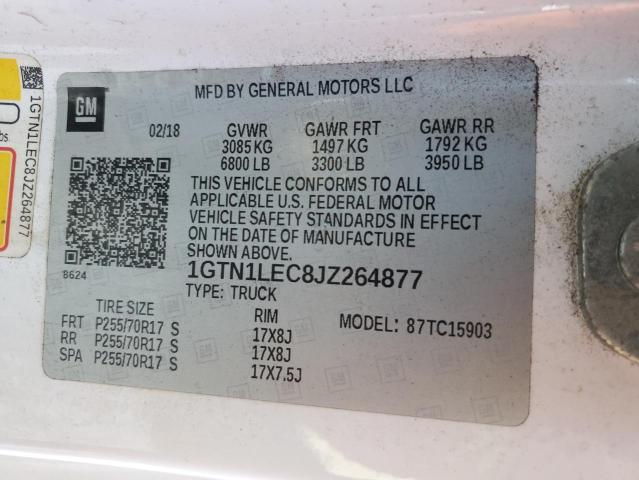 GM
MFD BY GENERAL MOTORS LLC
02/18 GVWR GAWR FRT GAWR RR
3085 KG 1497 KG 1792 KG
6800 LB 3300 LB 3950 LB
THIS VEHICLE CONFORMS TO ALL
APPLICABLE U.S. FEDERAL MOTOR
VEHICLE SAFETY STANDARDS IN EFFECT
ON THE DATE OF MANUFACTURE
SHOWN ABOVE.
8624
1GTN1LEC8JZ264877
TYPE: TRUCK
TIRE SIZE RIM MODEL: 87TC15903
FRT P255/70R17 S 17X8J
RR P255/70R17 S 17X8J
SPA P255/70R17 S 17X7.5J
1GTN1LEC8JZ264877
bs